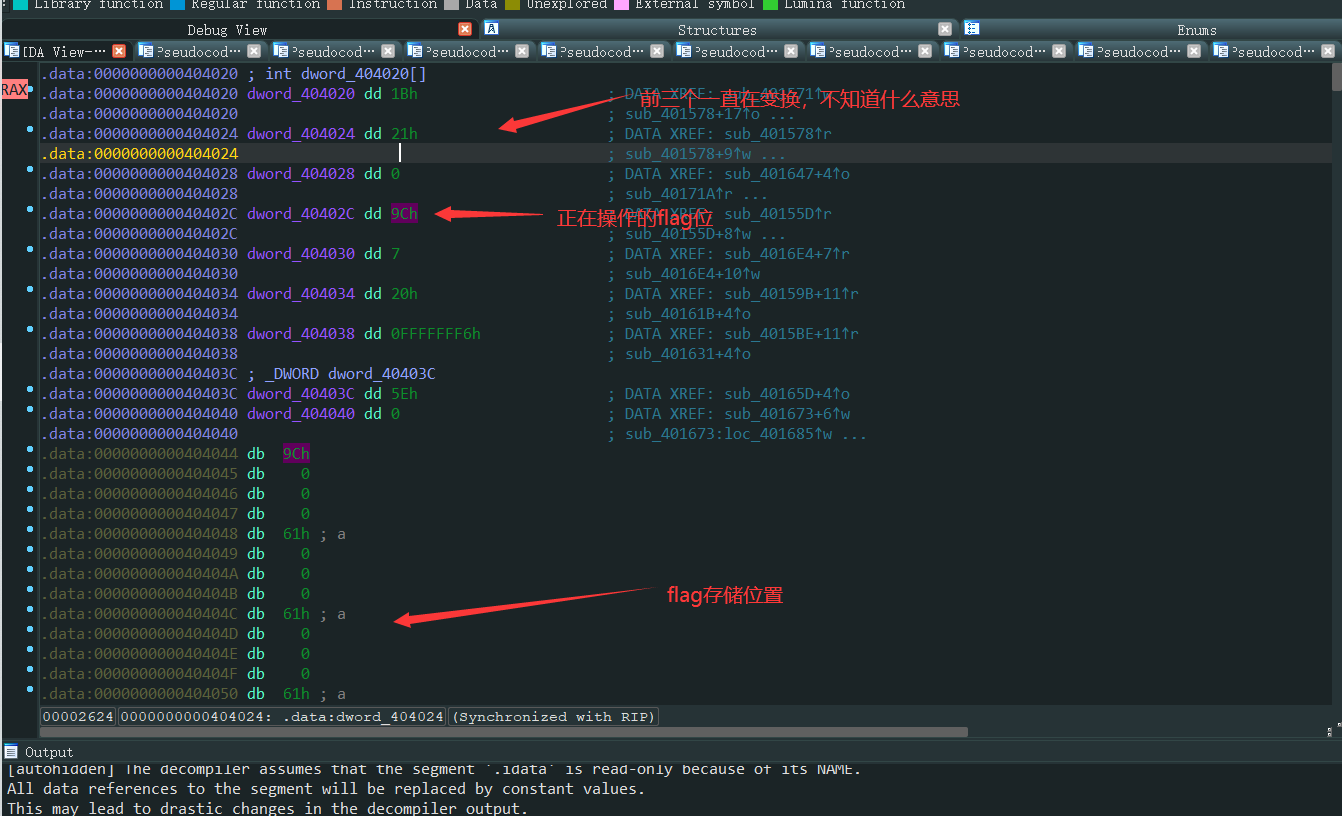 Library function Regular function Instruction Data Unexplored External symbol Lumina function
Debug View Structures Enums
IDA View-··· Pseudocod··· Pseudocod··· Pseudocod··· Pseudocod··· Pseudocod··· Pseudocod··· Pseudocod··· Pseudocod··· Pseudocod···
.data:0000000000404020 ; int dword_404020[]
RAX .data:0000000000404020 dword_404020 dd 1Bh ; DATA XREF: sub_401571↑r
前三个一直在变换，不知道什么意思
.data:0000000000404020 ; sub_401578+17↑o ...
.data:0000000000404024 dword_404024 dd 21h ; DATA XREF: sub_401578↑r
.data:0000000000404024 ; sub_401578+9↑w ...
.data:0000000000404028 dword_404028 dd 0 ; DATA XREF: sub_401647+4↑o
.data:0000000000404028 ; sub_40171A↑r ...
.data:000000000040402C dword_40402C dd 9Ch ; DATA XREF: sub_40155D↑r
正在操作的flag位
.data:000000000040402C ; sub_40155D+8↑w ...
.data:0000000000404030 dword_404030 dd 7 ; DATA XREF: sub_4016E4+7↑r
.data:0000000000404030 ; sub_4016E4+10↑w
.data:0000000000404034 dword_404034 dd 20h ; DATA XREF: sub_40159B+11↑r
.data:0000000000404034 ; sub_40161B+4↑o
.data:0000000000404038 dword_404038 dd 0FFFFFFF6h ; DATA XREF: sub_4015BE+11↑r
.data:0000000000404038 ; sub_401631+4↑o
.data:000000000040403C ; _DWORD dword_40403C
.data:000000000040403C dword_40403C dd 5Eh ; DATA XREF: sub_40165D+4↑o
.data:0000000000404040 dword_404040 dd 0 ; DATA XREF: sub_401673+6↑w
.data:0000000000404040 ; sub_401673:loc_401685↑w ...
.data:0000000000404044 db 9Ch
.data:0000000000404045 db 0
.data:0000000000404046 db 0
.data:0000000000404047 db 0
.data:0000000000404048 db 61h ; a
.data:0000000000404049 db 0
.data:000000000040404A db 0
.data:000000000040404B db 0
flag存储位置
.data:000000000040404C db 61h ; a
.data:000000000040404D db 0
.data:000000000040404E db 0
.data:000000000040404F db 0
.data:0000000000404050 db 61h ; a
00002624 0000000000404024: .data:dword_404024 (Synchronized with RIP)
Output
[autohidden] The decompiler assumes that the segment '.idata' is read-only because of its NAME.
All data references to the segment will be replaced by constant values.
This may lead to drastic changes in the decompiler output.